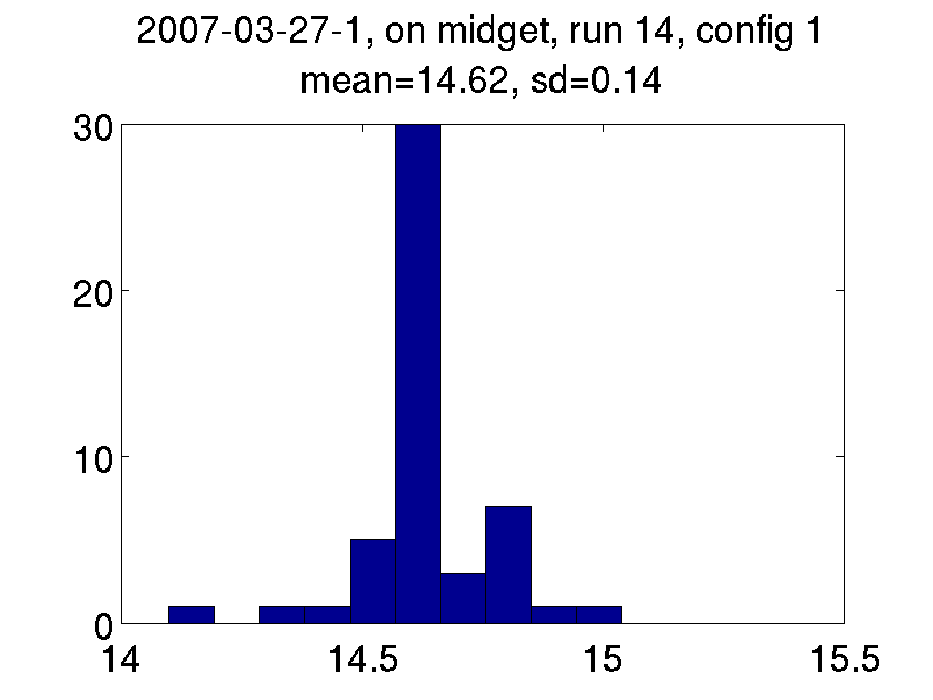 2007-03-27-1, on midget, run 14, config 1
mean=14.62, sd=0.14
30
20
10
0
14 14.5 15 15.5